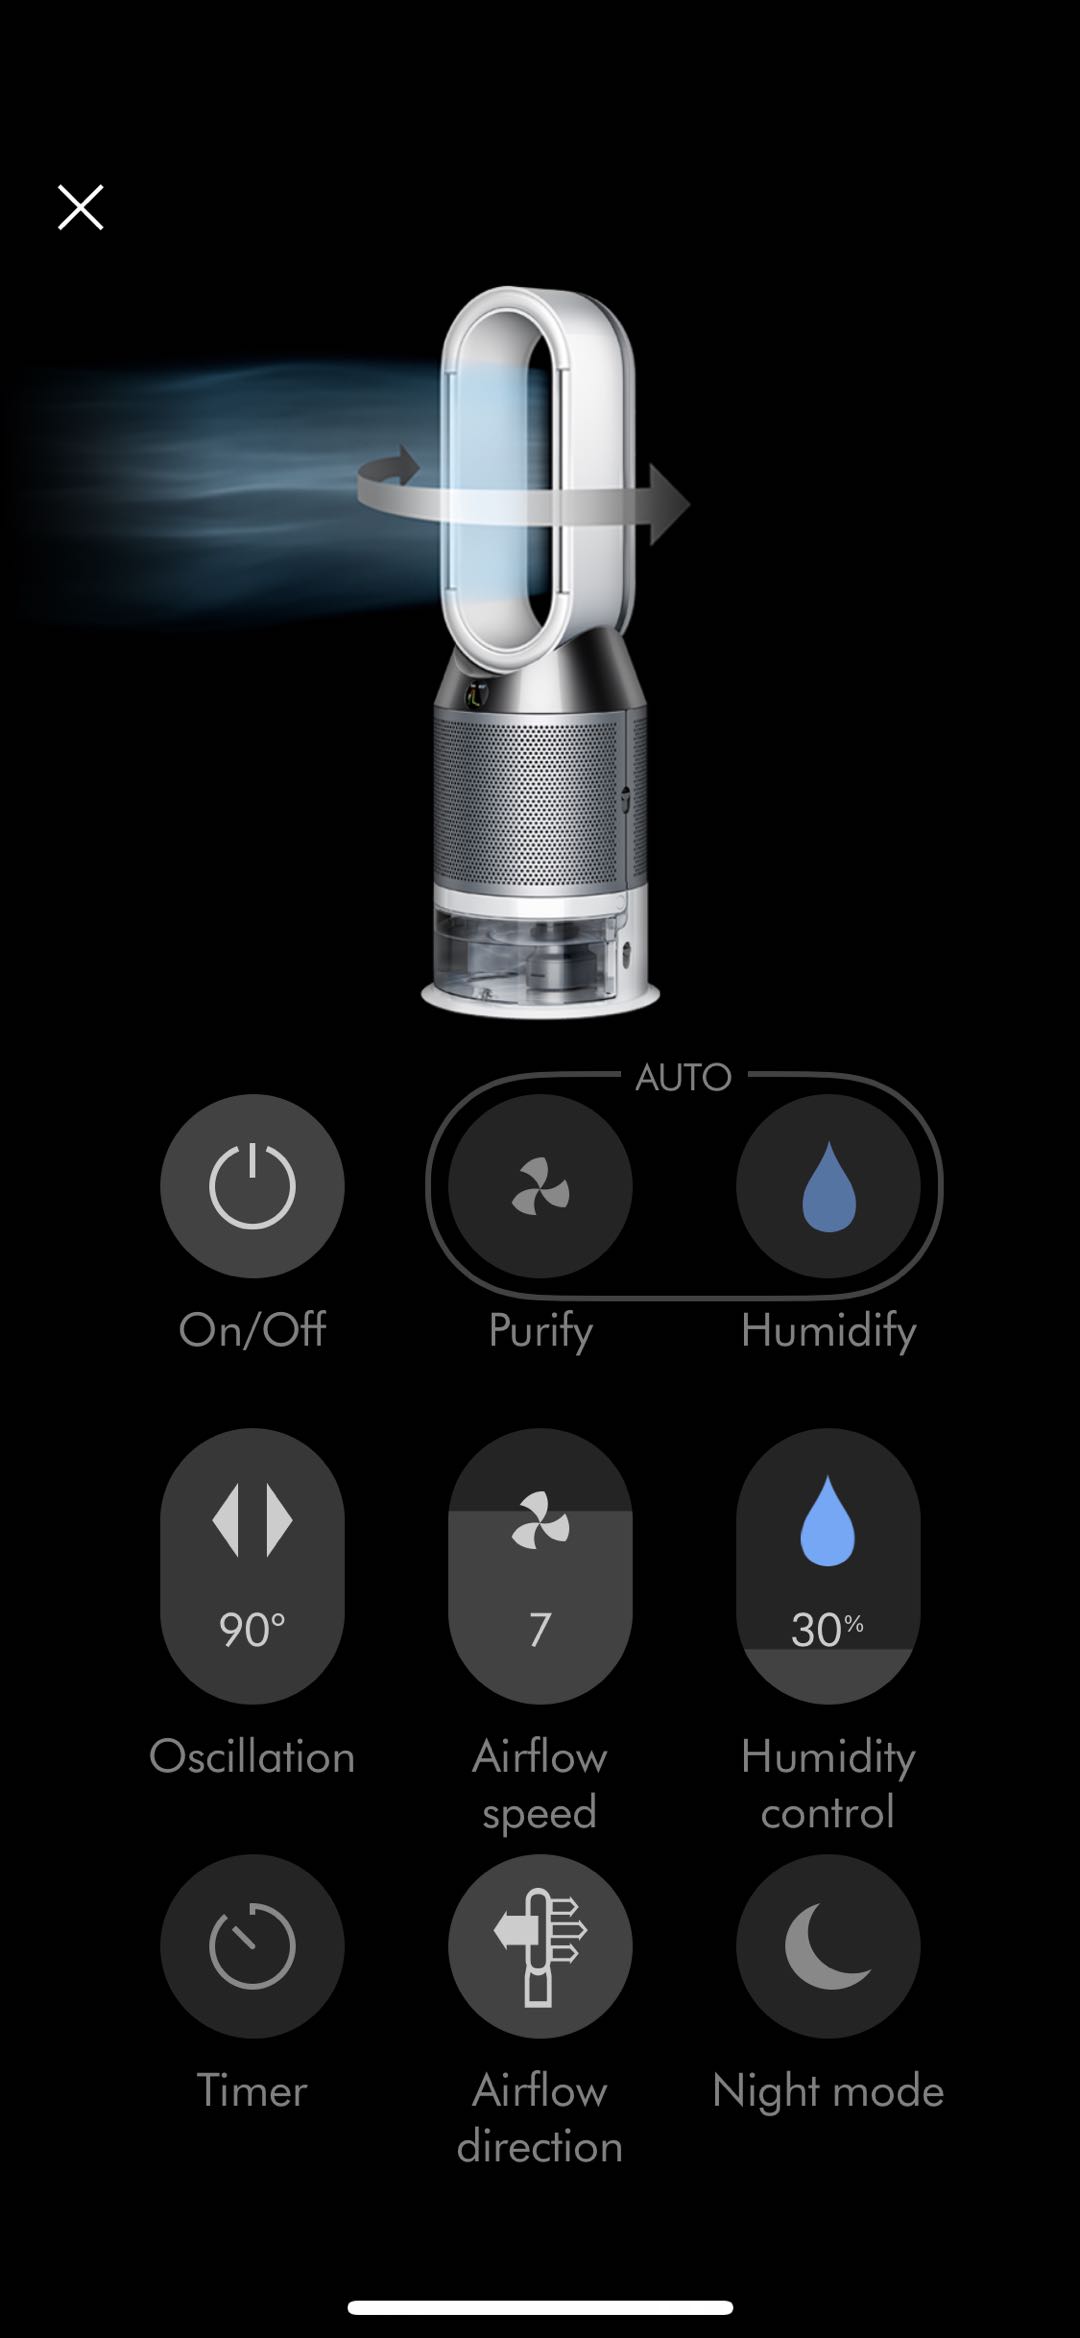 AUTO
On/Off
Purify
Humidify
90°
7
30%
Oscillation
Airflow
speed
Humidity
control
Timer
Airflow
direction
Night mode